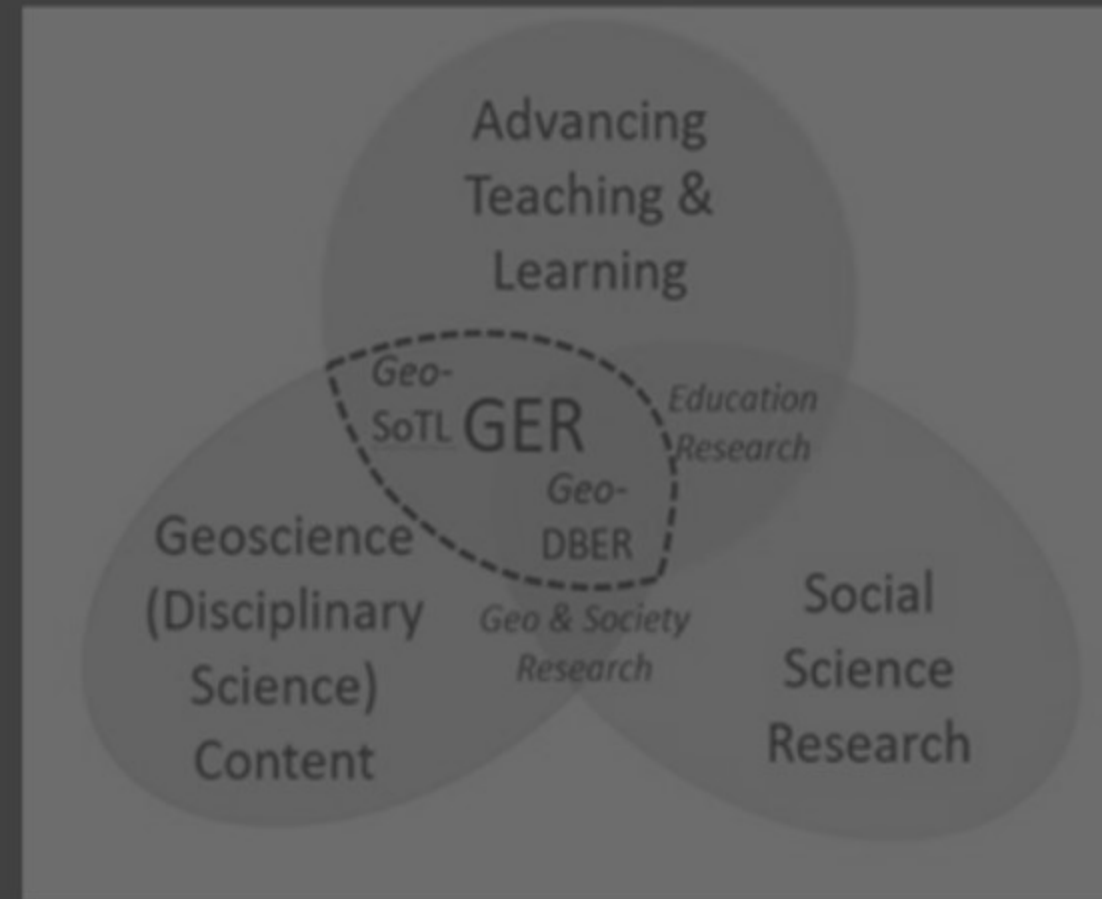 Advancing
Teaching &
Learning
Geo-
SoTL GER
Education
Research
Geo-
DBER
Geoscience
(Disciplinary
Science)
Content
Geo & Society
Research
Social
Science
Research